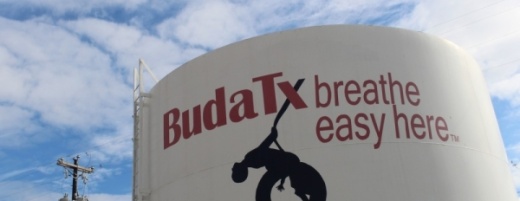 BudaTx breathe
easy here™